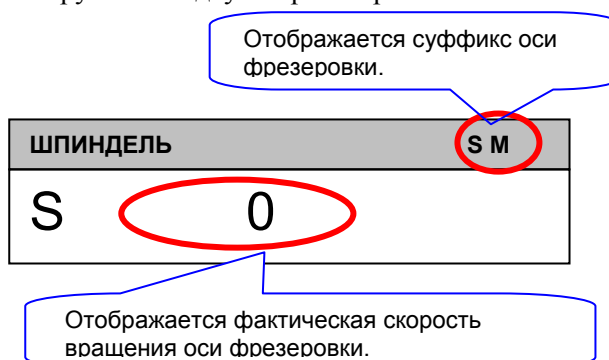 Отображается суффикс оси
фрезеровки.
ШПИНДЕЛЬ S M
S 0
Отображается фактическая скорость
вращения оси фрезеровки.